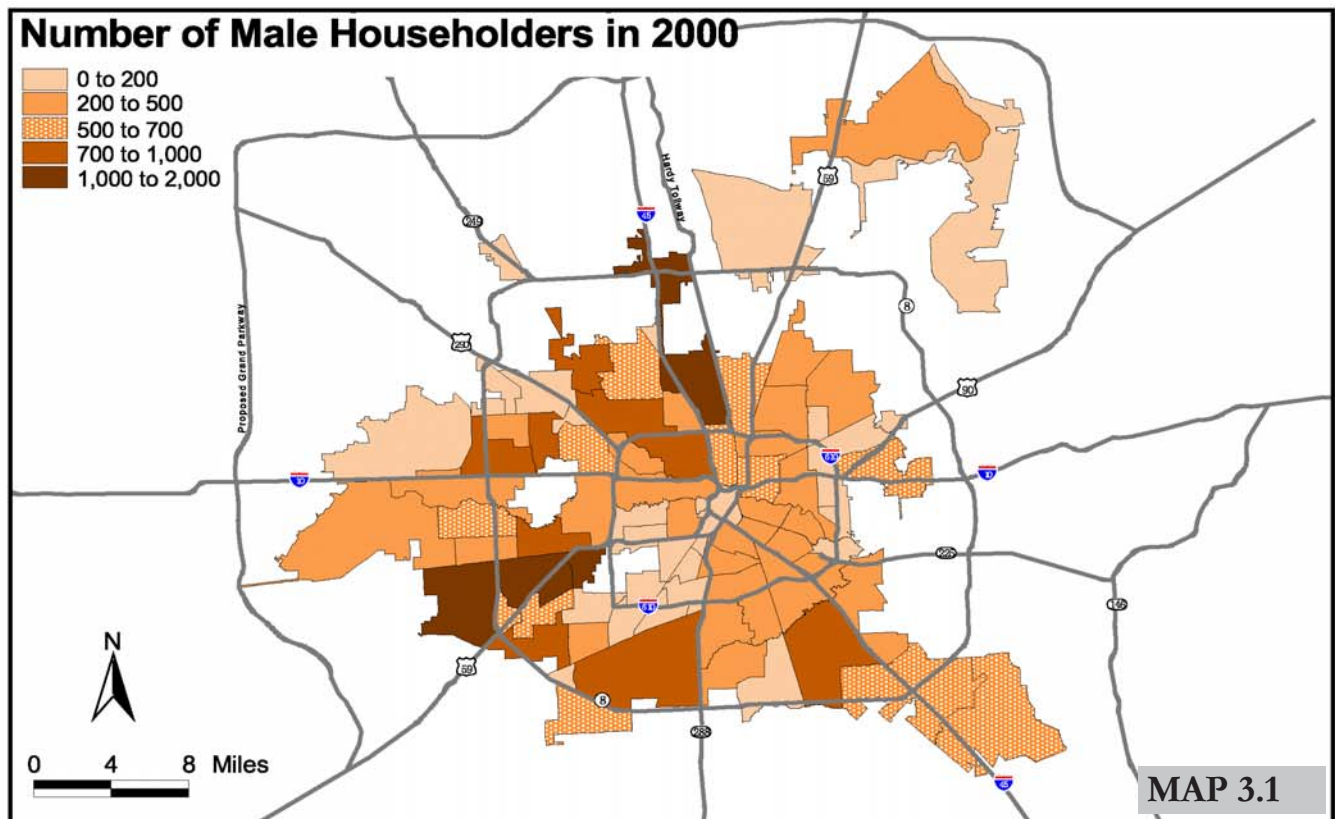 Number of Male Householders in 2000
0 to 200
200 to 500
500 to 700
700 to 1,000
1,000 to 2,000
Hardy Tollway
59
45
249
8
290
Proposed Grand Parkway
90
610
10
10
225
146
610
N
59
8
288
0 4 8 Miles
45
MAP 3.1